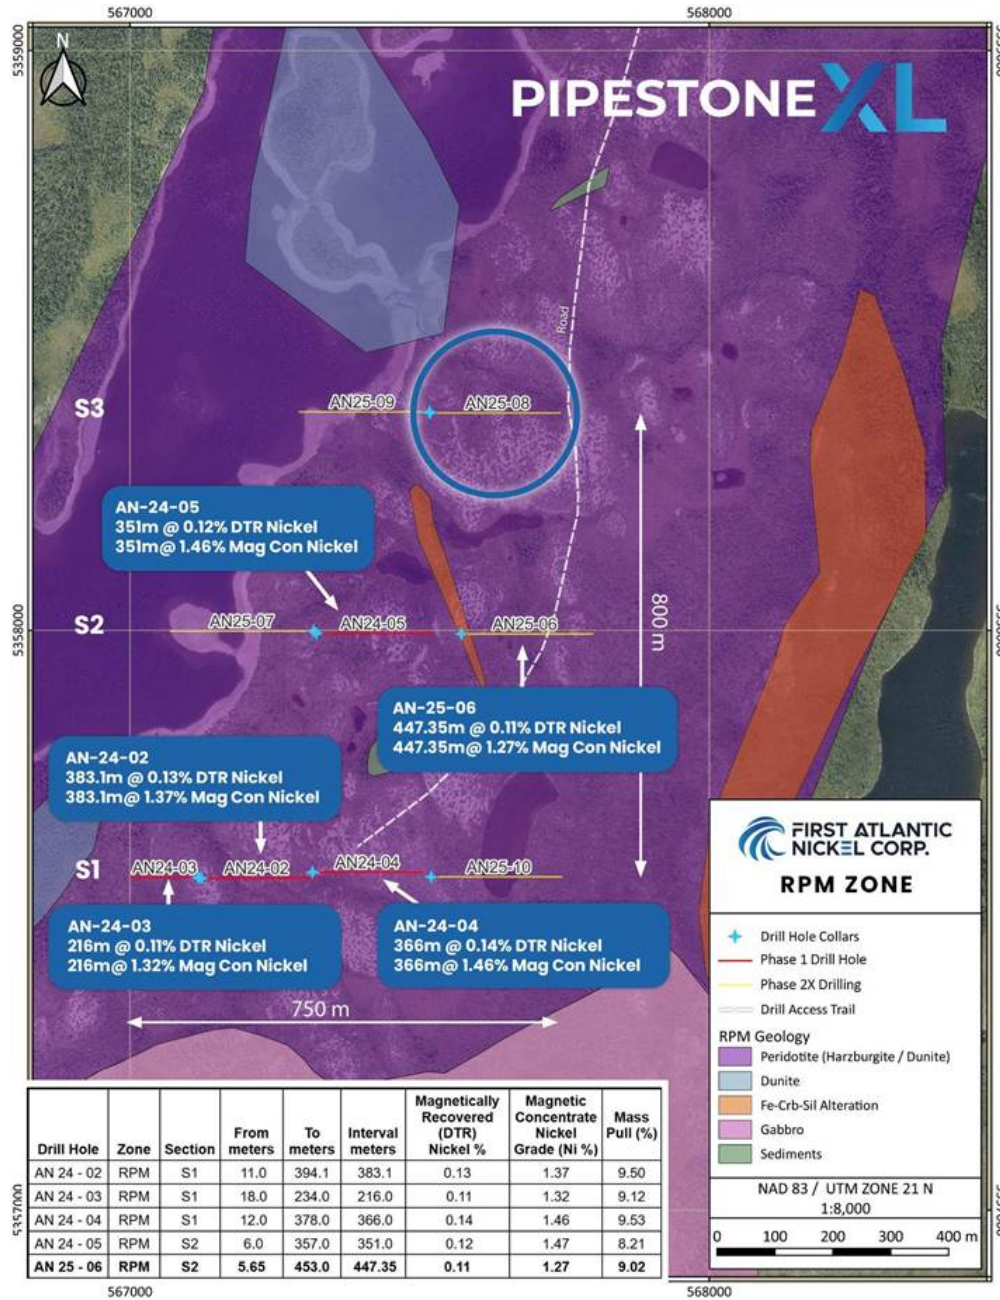 567000
568000
5359000
N
PIPESTONE XL
Road
AN25-09
AN25-08
S3
AN-24-05
351m @ 0.12% DTR Nickel
351m@ 1.46% Mag Con Nickel
S2
AN25-07
AN24-05
AN25-06
5358000
800 m
AN-25-06
447.35m @ 0.11% DTR Nickel
447.35m@ 1.27% Mag Con Nickel
AN-24-02
383.1m @ 0.13% DTR Nickel
383.1m@ 1.37% Mag Con Nickel
S1
AN24-03
AN24-02
AN24-04
AN25-10
AN-24-03
216m @ 0.11% DTR Nickel
216m@ 1.32% Mag Con Nickel
AN-24-04
366m @ 0.14% DTR Nickel
366m@ 1.46% Mag Con Nickel
750 m
FIRST ATLANTIC
NICKEL CORP.
RPM ZONE
Drill Hole Collars
Phase 1 Drill Hole
Phase 2X Drilling
Drill Access Trail
RPM Geology
Peridotite (Harzburgite / Dunite)
Dunite
Fe-Crb-Sil Alteration
Gabbro
Sediments
NAD 83 / UTM ZONE 21 N
1:8,000
0 100 200 300 400 m
Drill Hole Zone Section From meters To meters Interval meters Magnetically Recovered (DTR) Nickel % Magnetic Concentrate Nickel Grade (Ni %) Mass Pull (%)
AN 24 - 02 RPM S1 11.0 394.1 383.1 0.13 1.37 9.50
AN 24 - 03 RPM S1 18.0 234.0 216.0 0.11 1.32 9.12
AN 24 - 04 RPM S1 12.0 378.0 366.0 0.14 1.46 9.53
AN 24 - 05 RPM S2 6.0 357.0 351.0 0.12 1.47 8.21
AN 25 - 06 RPM S2 5.65 453.0 447.35 0.11 1.27 9.02
5357000
567000
568000